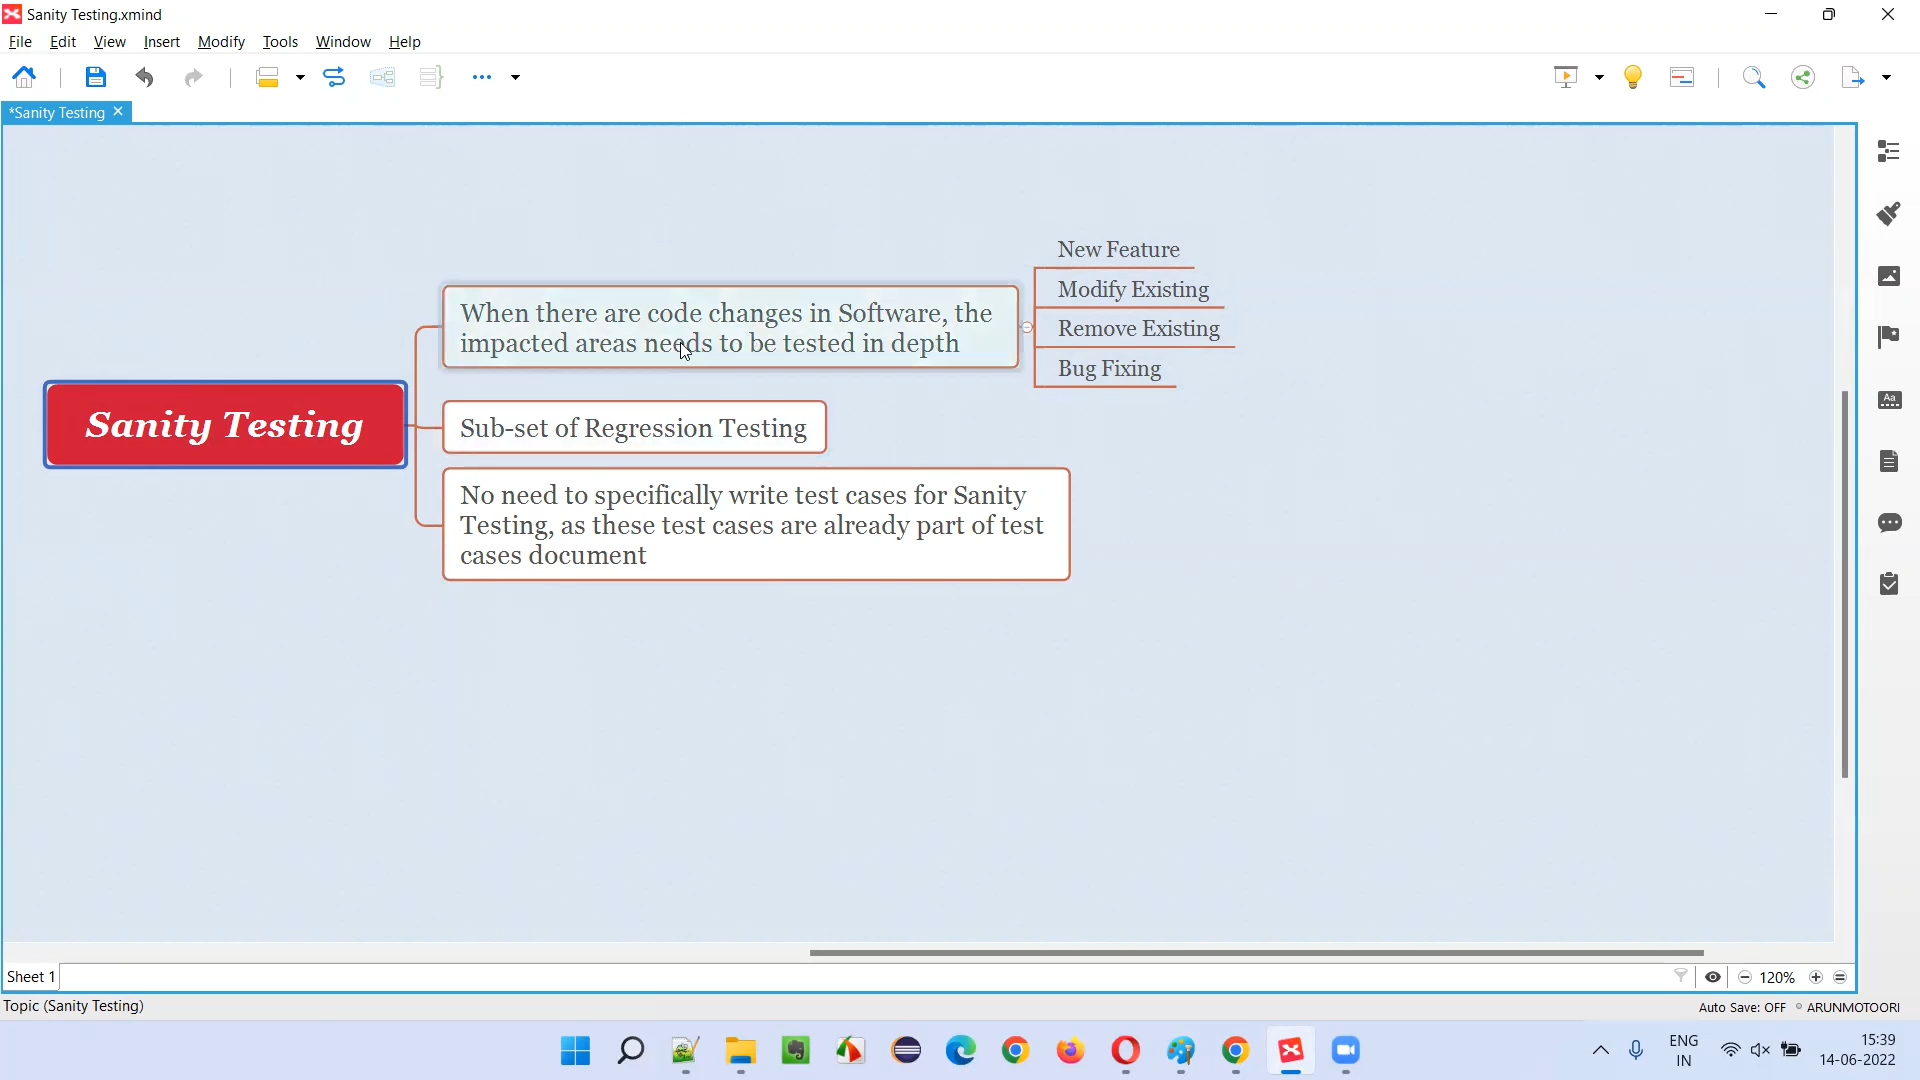 Sanity Testing.xmind
File Edit View Insert Modify Tools Window Help
*Sanity Testing
New Feature
When there are code changes in Software, the
impacted areas needs to be tested in depth
Modify Existing
Remove Existing
Bug Fixing
Sanity Testing
Sub-set of Regression Testing
No need to specifically write test cases for Sanity
Testing, as these test cases are already part of test
cases document
Aa
Sheet 1
120%
Topic (Sanity Testing)
Auto Save: OFF ARUNMOTOORI
ENG
IN
15:39
14-06-2022